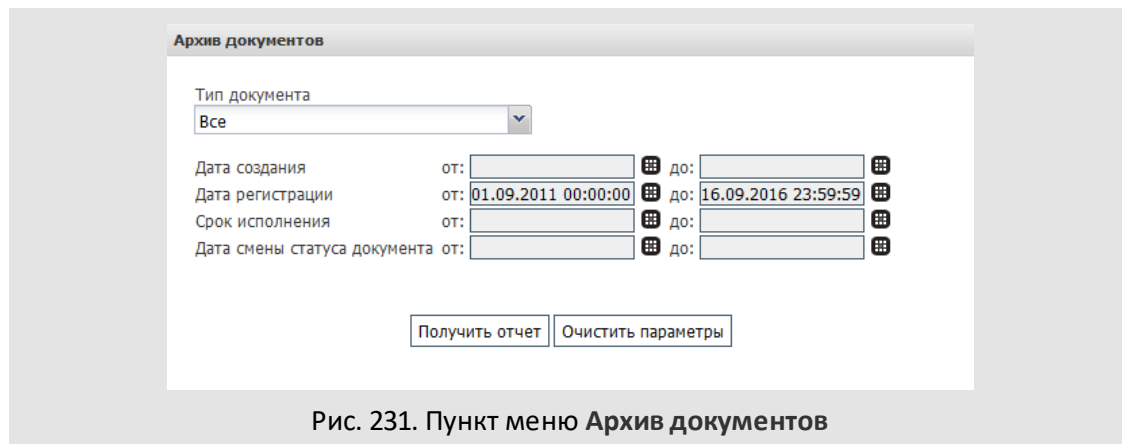 Архив документов
Тип документа
Все
Дата создания от: до:
Дата регистрации от: 01.09.2011 00:00:00 до: 16.09.2016 23:59:59
Срок исполнения от: до:
Дата смены статуса документа от: до:
Получить отчет Очистить параметры
Рис. 231. Пункт меню Архив документов